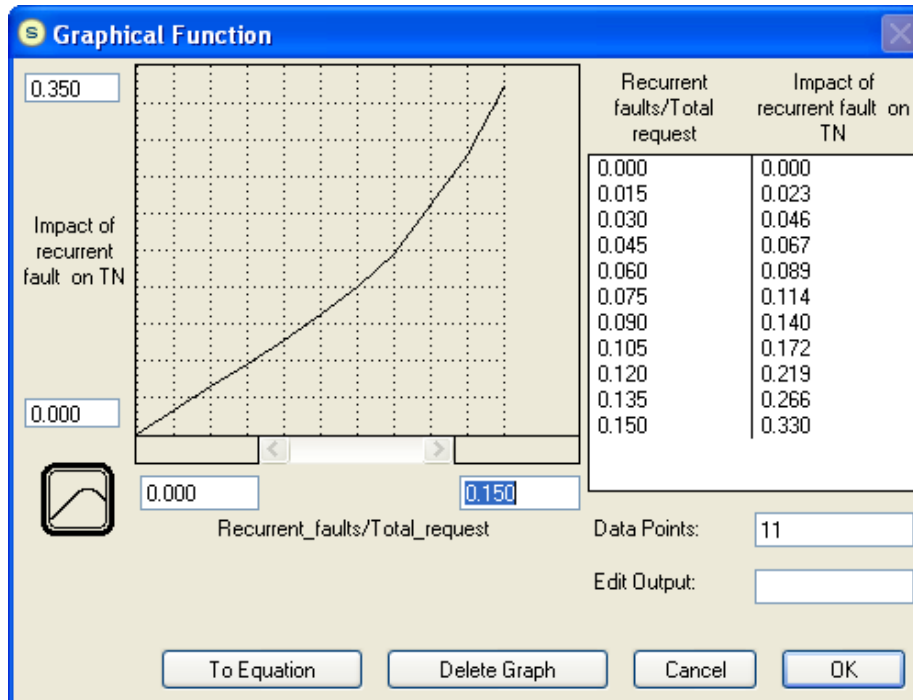 S Graphical Function
0.350
Impact of
recurrent
fault on TN
0.000
0.000
0.150
Recurrent_faults/Total_request
Recurrent
faults/Total
request
Impact of
recurrent fault on
TN
0.000 0.000
0.015 0.023
0.030 0.046
0.045 0.067
0.060 0.089
0.075 0.114
0.090 0.140
0.105 0.172
0.120 0.219
0.135 0.266
0.150 0.330
Data Points: 11
Edit Output:
To Equation
Delete Graph
Cancel
OK